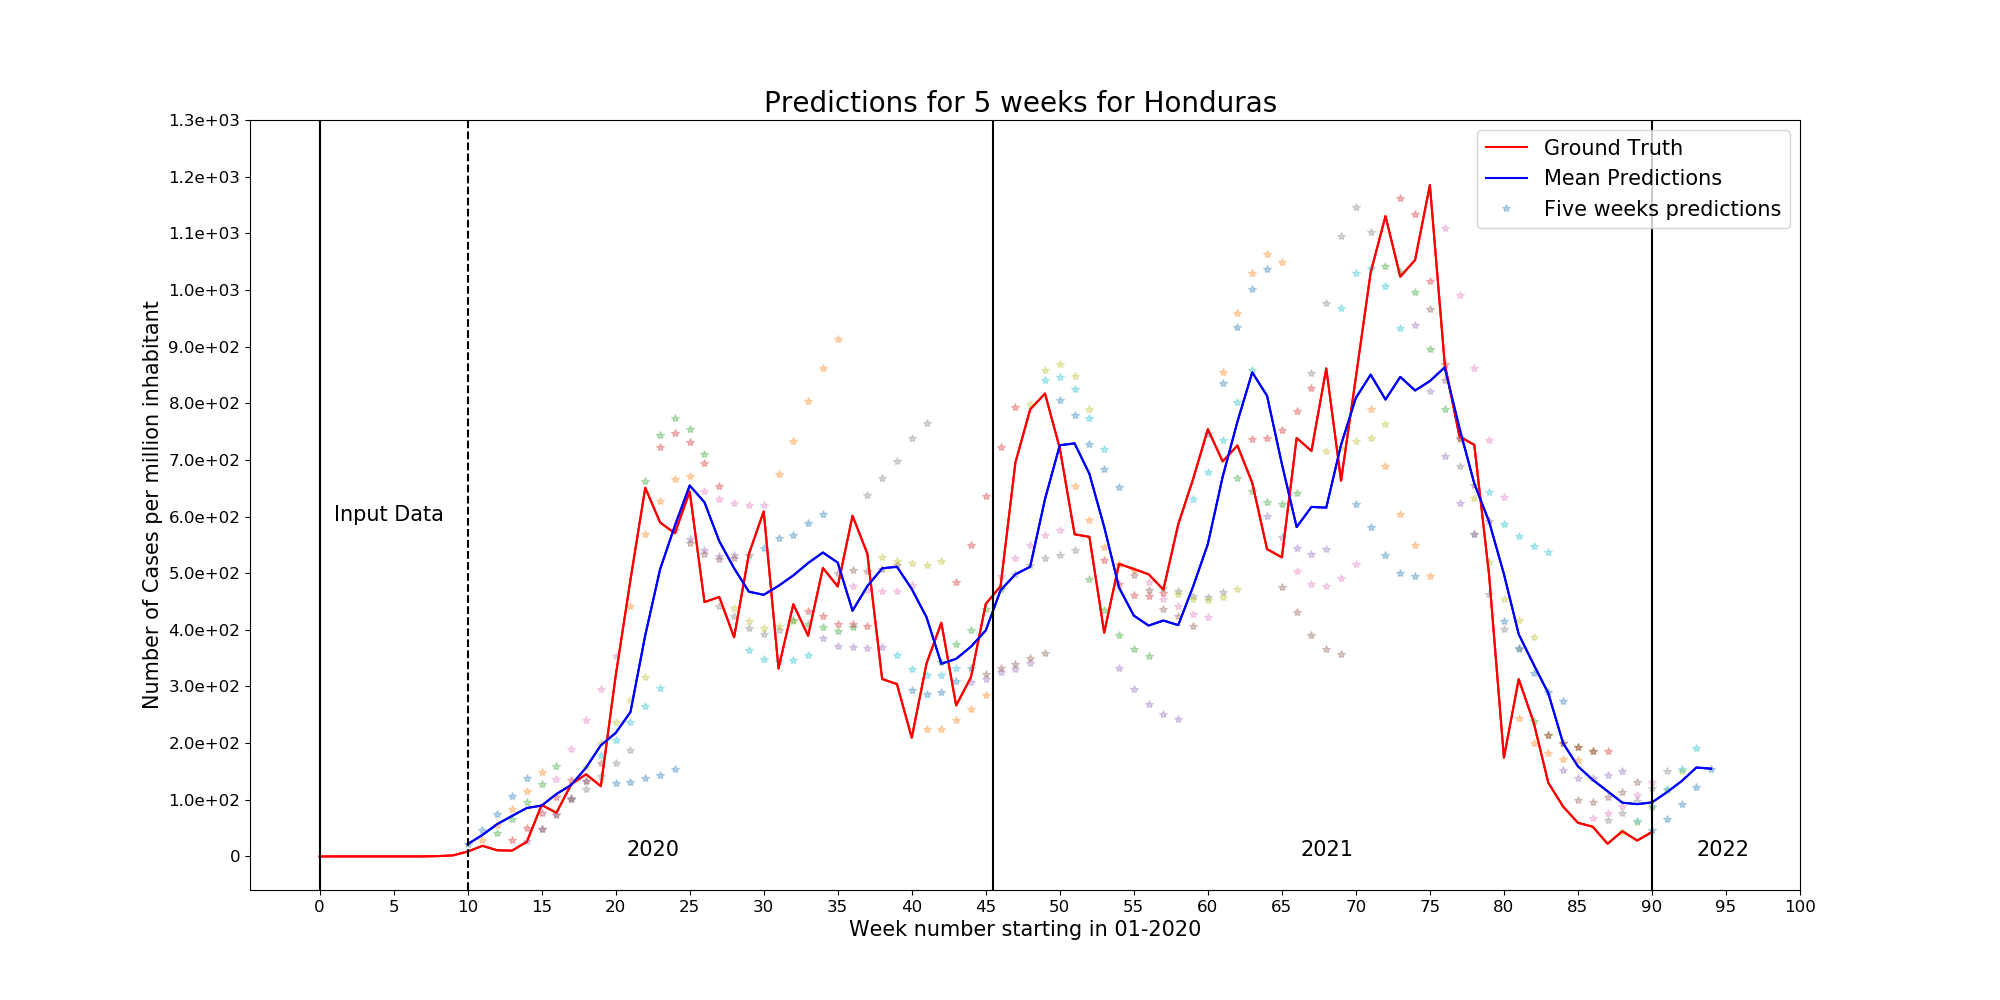 Predictions for 5 weeks for Honduras
1.3e+03
1.2e+03
1.1e+03
1.0e+03
9.0e+02
8.0e+02
7.0e+02
6.0e+02
5.0e+02
4.0e+02
3.0e+02
2.0e+02
1.0e+02
0
Number of Cases per million inhabitant
Ground Truth
Mean Predictions
Five weeks predictions
Input Data
2020
2021
2022
0 5 10 15 20 25 30 35 40 45 50 55 60 65 70 75 80 85 90 95 100
Week number starting in 01-2020